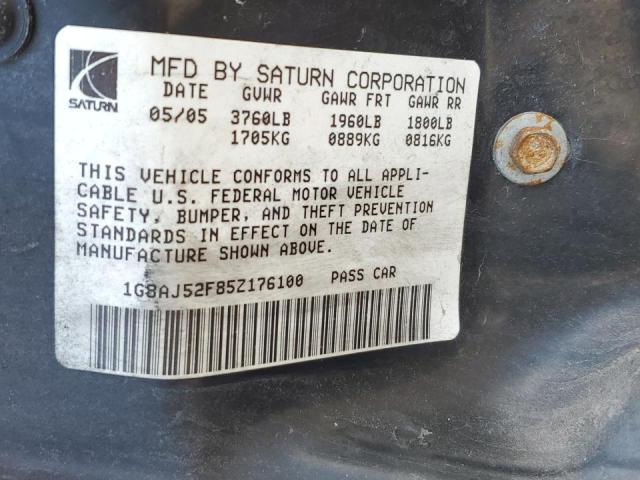 SATURN
MFD BY SATURN CORPORATION
DATE GVWR GAWR FRT GAWR RR
05/05 3760LB 1960LB 1800LB
1705KG 0889KG 0816KG
THIS VEHICLE CONFORMS TO ALL APPLI-
CABLE U.S. FEDERAL MOTOR VEHICLE
SAFETY, BUMPER, AND THEFT PREVENTION
STANDARDS IN EFFECT ON THE DATE OF
MANUFACTURE SHOWN ABOVE.
1G8AJ52F85Z176100 PASS CAR